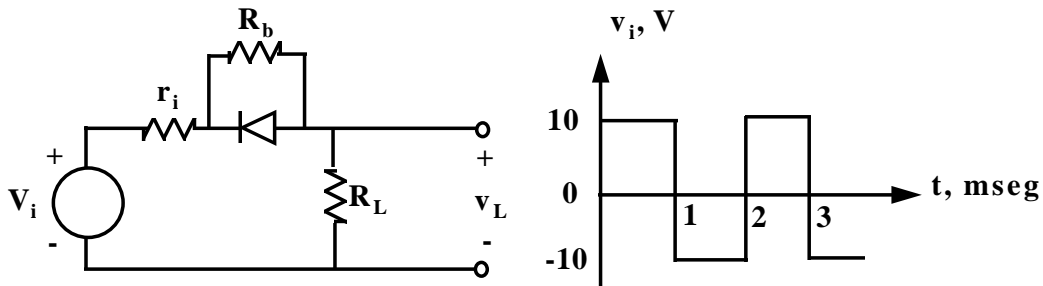 R_b
r_i
+
V_i
-
R_L
+
v_L
-
v_i, V
10
0
-10
1
2
3
t, mseg